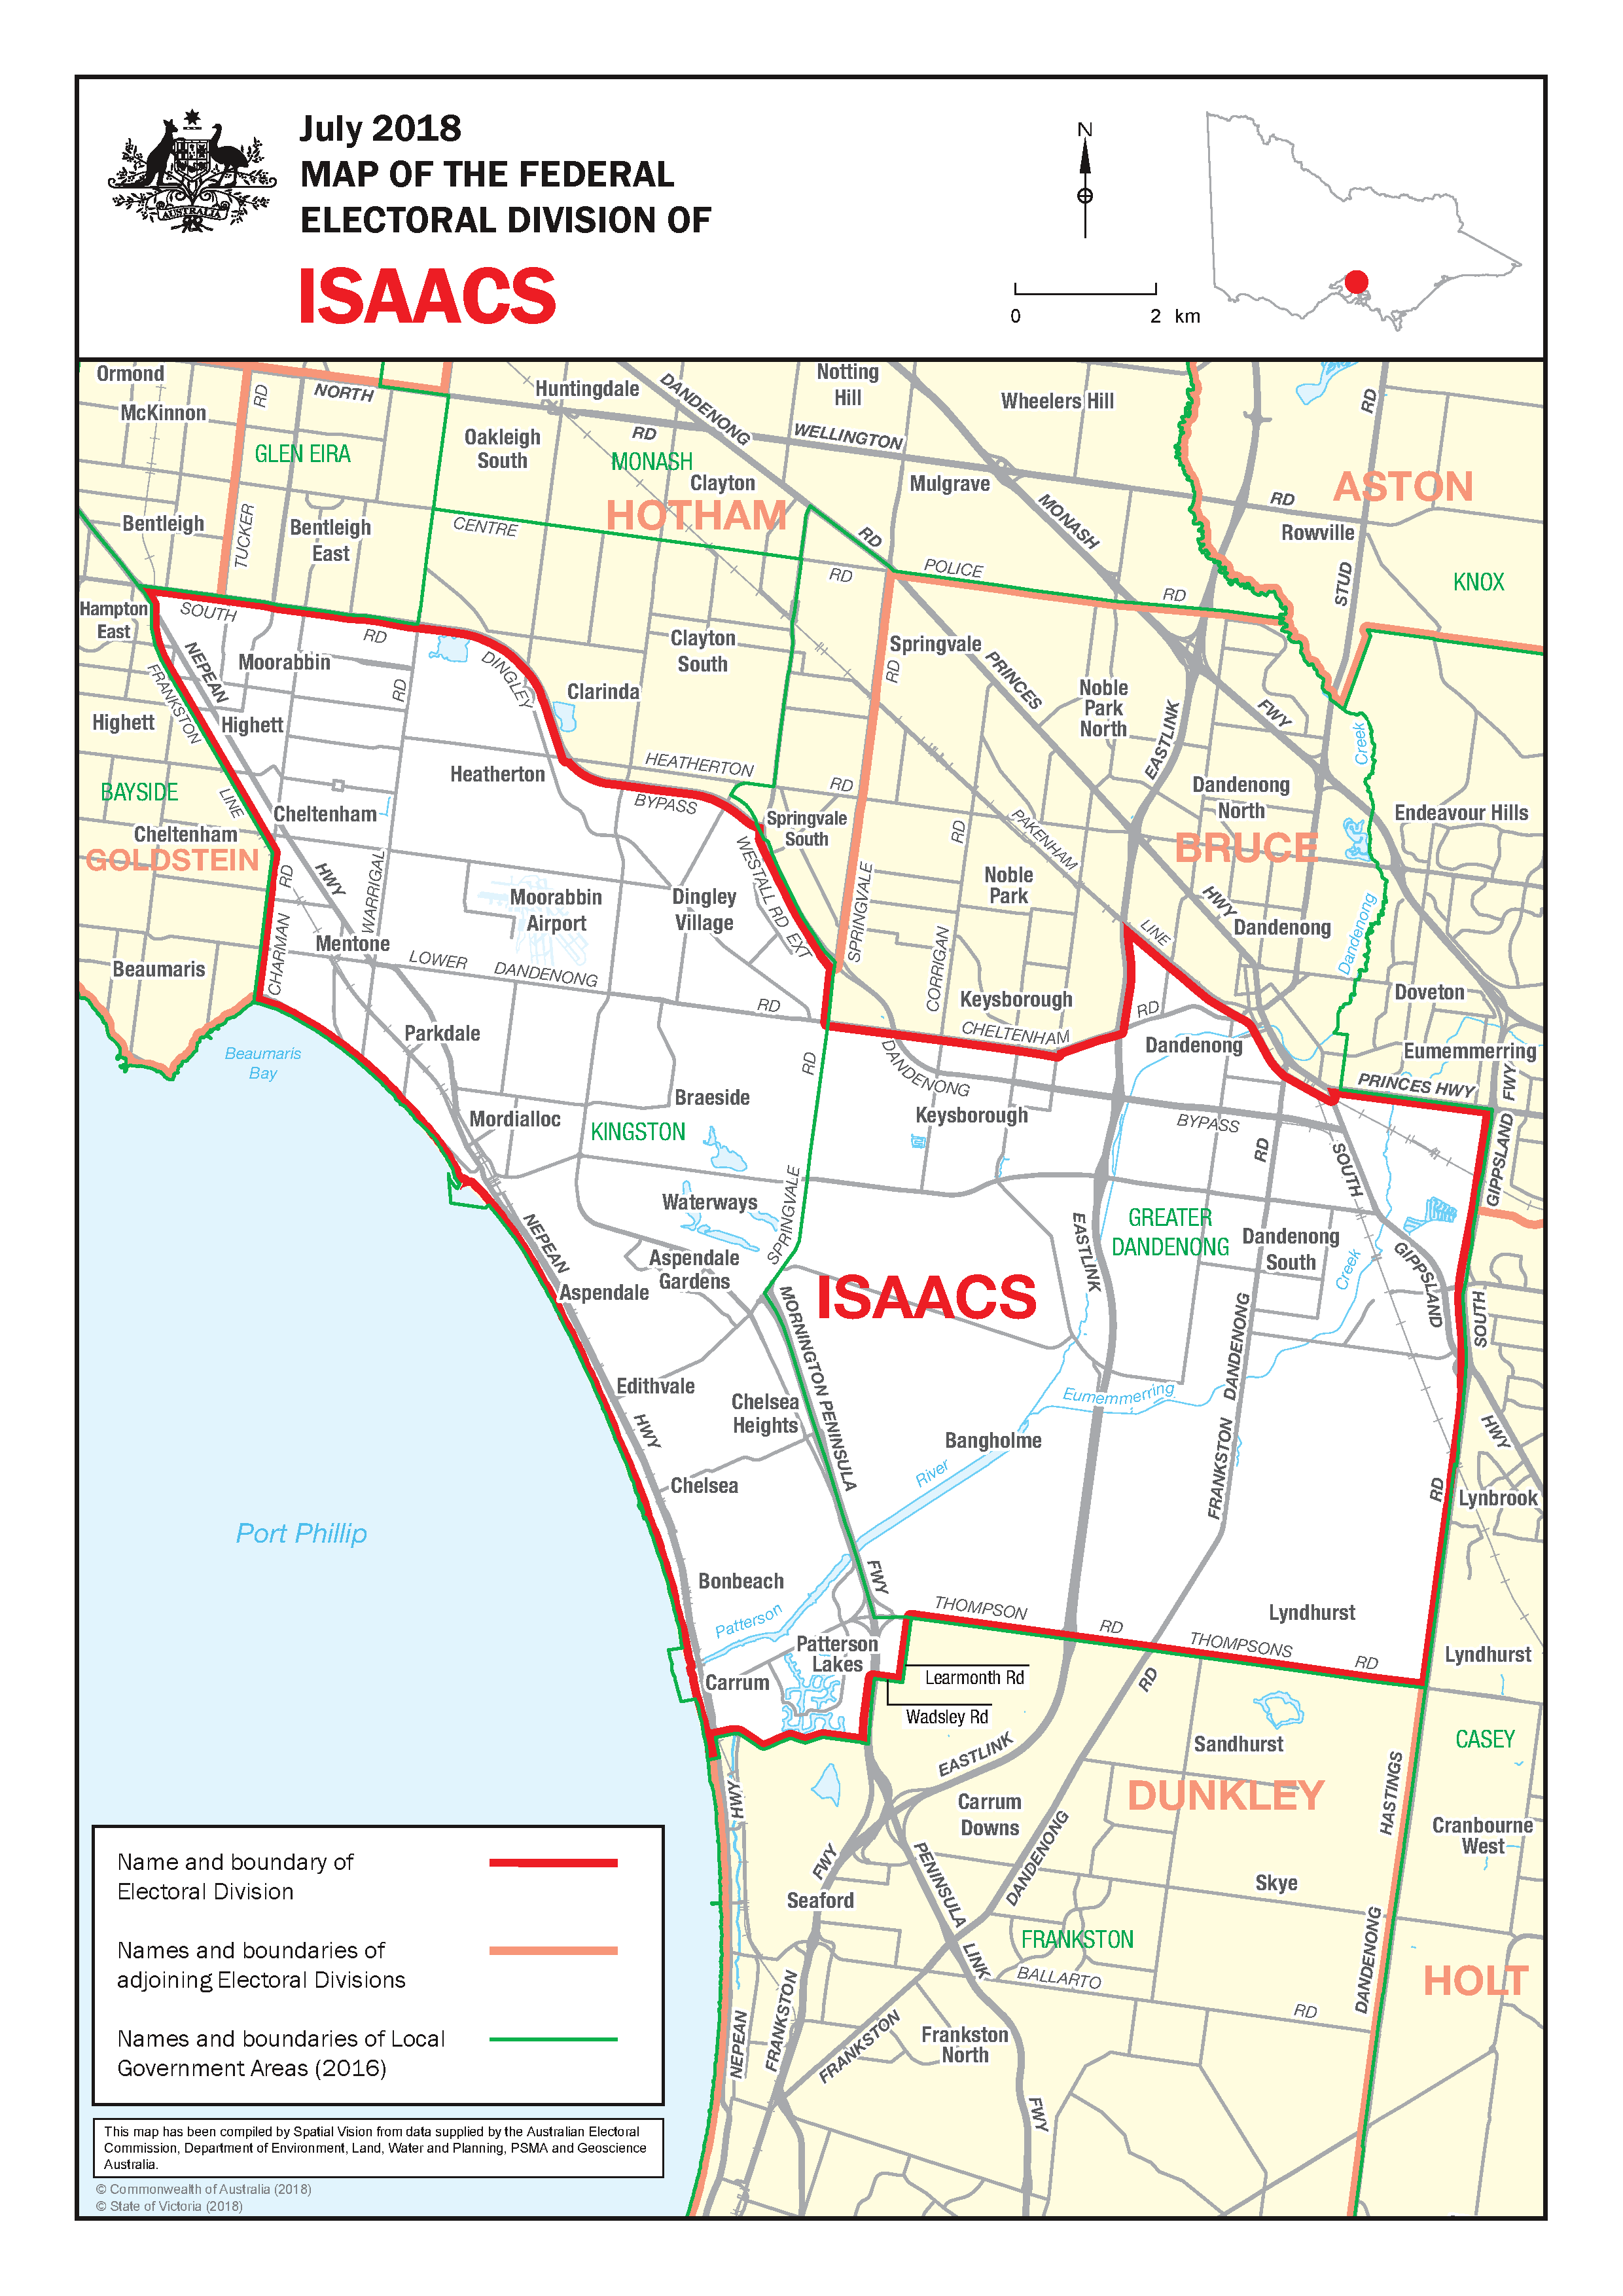 July 2018
MAP OF THE FEDERAL
ELECTORAL DIVISION OF
ISAACS
AUSTRALIA
N
0 2 km
Ormond
McKinnon
RD
NORTH
Huntingdale
DANDENONG
Notting
Hill
Wheelers Hill
RD
GLEN EIRA
Oakleigh
South
RD
MONASH
WELLINGTON
Clayton
Mulgrave
ASTON
HOTHAM
Bentleigh
TUCKER
Bentleigh
East
CENTRE
RD
MONASH
RD
Rowville
RD
POLICE
RD
STUD
KNOX
Hampton
East
SOUTH
RD
NEPEAN
Moorabbin
FRANKSTON
RD
DINGLEY
Clayton
South
Clarinda
Springvale
RD
PRINCES
Noble
Park
North
EASTLINK
FWY
Creek
Highett
Highett
Heatherton
HEATHERTON
RD
BAYSIDE
LINE
Cheltenham
BYPASS
Springvale
South
Dandenong
North
Endeavour Hills
Cheltenham
GOLDSTEIN
RD
HWY
WARRIGAL
WESTALL RD EXT
RD
PAKENHAM
BRUCE
Moorabbin
Airport
Dingley
Village
SPRINGVALE
Noble
Park
HWY
Dandenong
Dandenong
CHARMAN
Mentone
LOWER
DANDENONG
RD
CORRIGAN
LINE
Beaumaris
Keysborough
Doveton
CHELTENHAM
RD
Parkdale
Dandenong
Beaumaris
Bay
RD
DANDENONG
Eumemmerring
PRINCES HWY
FWY
Braeside
Mordialloc
KINGSTON
Keysborough
BYPASS
RD
SOUTH
GIPPSLAND
Waterways
SPRINGVALE
NEPEAN
EASTLINK
GREATER
DANDENONG
Dandenong
South
Aspendale
Gardens
Aspendale
MORNINGTON PENINSULA
ISAACS
Creek
GIPPSLAND
SOUTH
DANDENONG
Edithvale
Chelsea
Heights
HWY
Eumemmerring
FRANKSTON
HWY
Bangholme
River
Chelsea
RD
Lynbrook
Port Phillip
Bonbeach
FWY
THOMPSON
RD
THOMPSONS
RD
Lyndhurst
Patterson
Patterson
Lakes
Carrum
Learmonth Rd
Wadsley Rd
RD
Lyndhurst
EASTLINK
Sandhurst
CASEY
HWY
Carrum
Downs
DUNKLEY
HASTINGS
Cranbourne
West
FWY
PENINSULA
DANDENONG
Seaford
Skye
LINK
FRANKSTON
DANDENONG
BALLARTO
RD
HOLT
NEPEAN
FRANKSTON
FRANKSTON
Frankston
North
FWY
Name and boundary of
Electoral Division
Names and boundaries of
adjoining Electoral Divisions
Names and boundaries of Local
Government Areas (2016)
This map has been compiled by Spatial Vision from data supplied by the Australian Electoral
Commission, Department of Environment, Land, Water and Planning, PSMA and Geoscience
Australia.
© Commonwealth of Australia (2018)
© State of Victoria (2018)